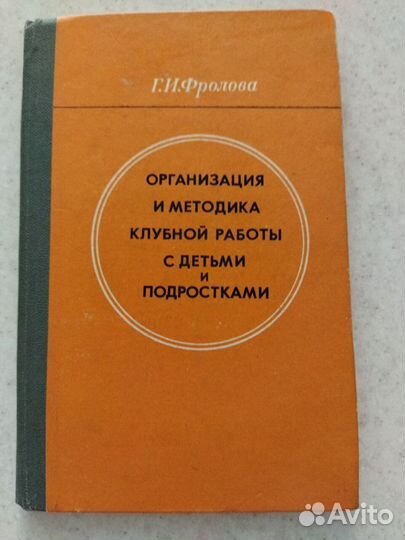 Г.И.Фролова
ОРГАНИЗАЦИЯ
И МЕТОДИКА
КЛУБНОЙ РАБОТЫ
С ДЕТЬМИ
И
ПОДРОСТКАМИ
Avito